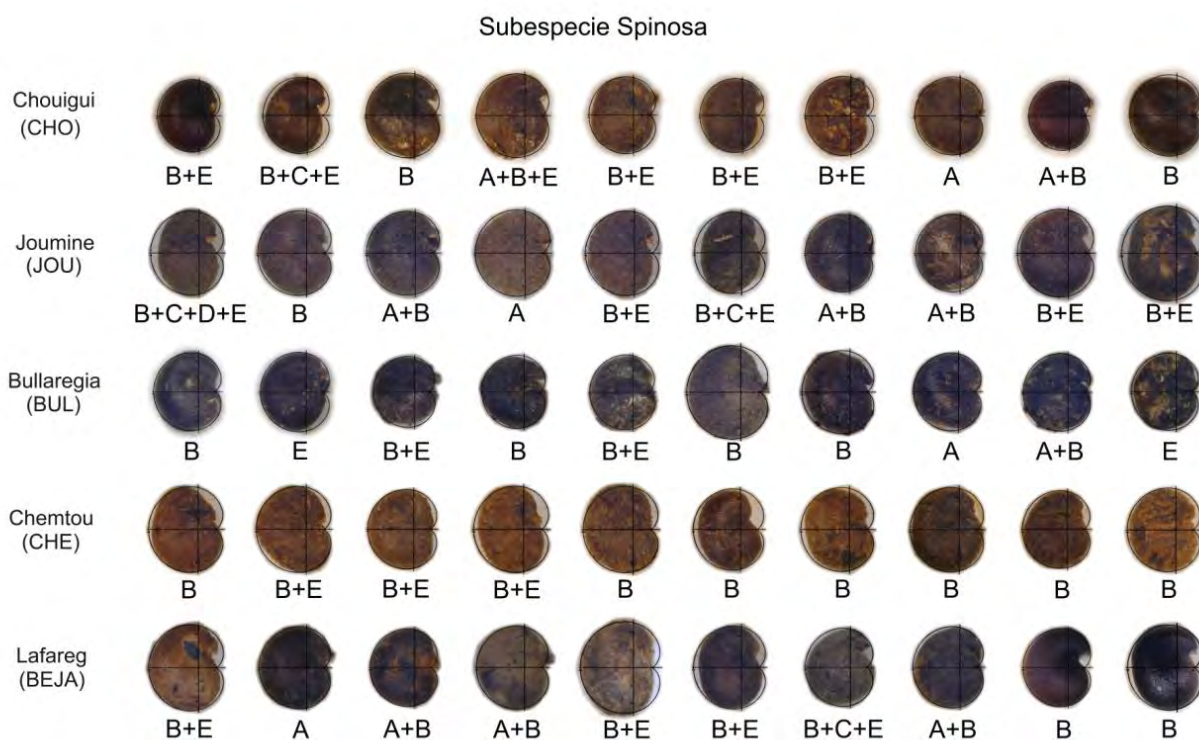 Subespecie Spinosa
Chouigui
(CHO)
B+E B+C+E B A+B+E B+E B+E B+E A A+B B
Joumine
(JOU)
B+C+D+E B A+B A B+E B+C+E A+B A+B B+E B+E
Bullaregia
(BUL)
B E B+E B B+E B B A A+B E
Chemtou
(CHE)
B B+E B+E B+E B B B B B B
Lafareg
(BEJA)
B+E A A+B A+B B+E B+E B+C+E A+B B B